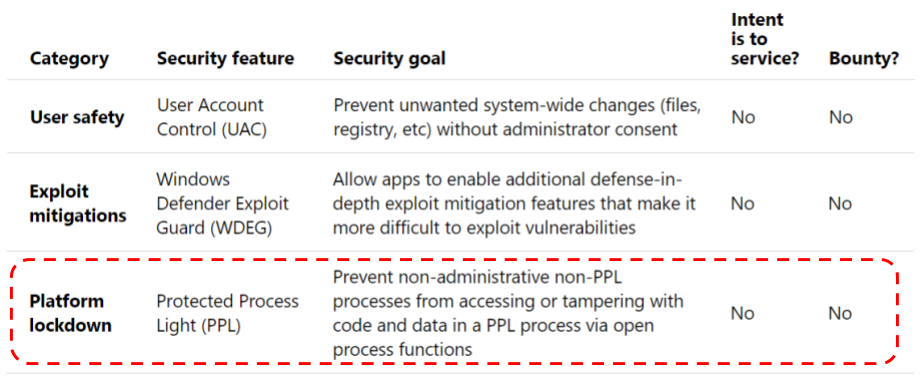 Category Security feature Security goal Intent is to service? Bounty?
User safety User Account Control (UAC) Prevent unwanted system-wide changes (files, registry, etc) without administrator consent No No
Exploit mitigations Windows Defender Exploit Guard (WDEG) Allow apps to enable additional defense-in-depth exploit mitigation features that make it more difficult to exploit vulnerabilities No No
Platform lockdown Protected Process Light (PPL) Prevent non-administrative non-PPL processes from accessing or tampering with code and data in a PPL process via open process functions No No